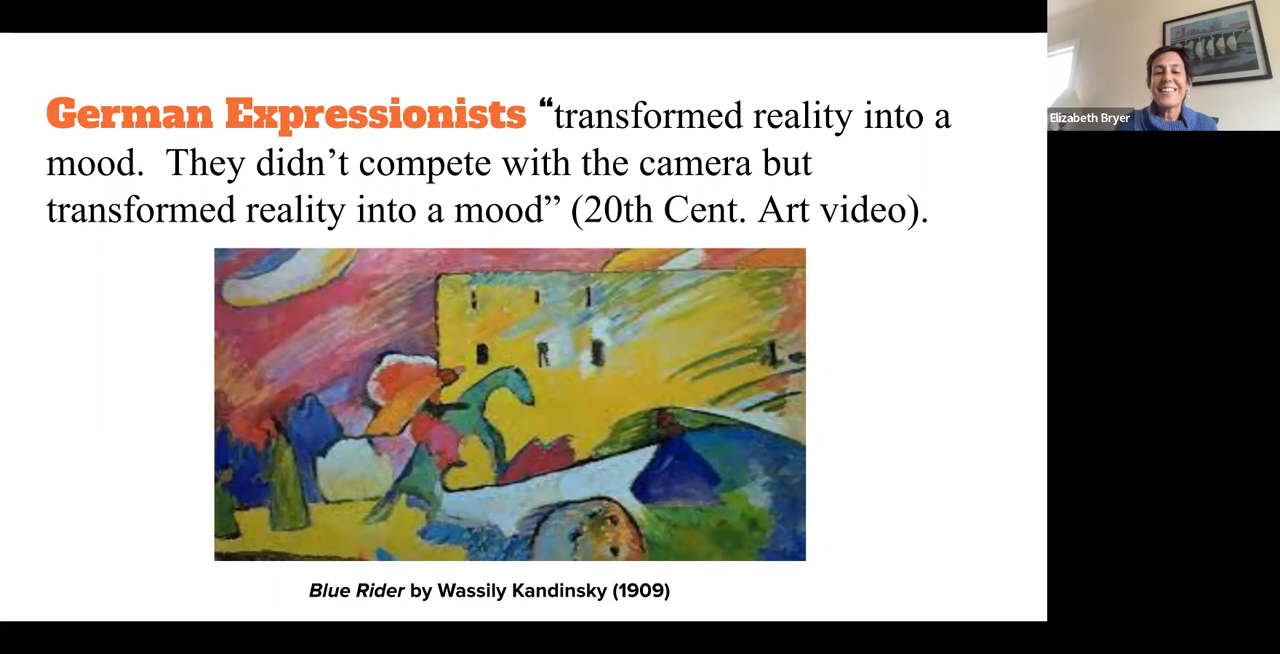 German Expressionists “transformed reality into a
mood.  They didn’t compete with the camera but
transformed reality into a mood” (20th Cent. Art video).
Blue Rider by Wassily Kandinsky (1909)
Elizabeth Bryer